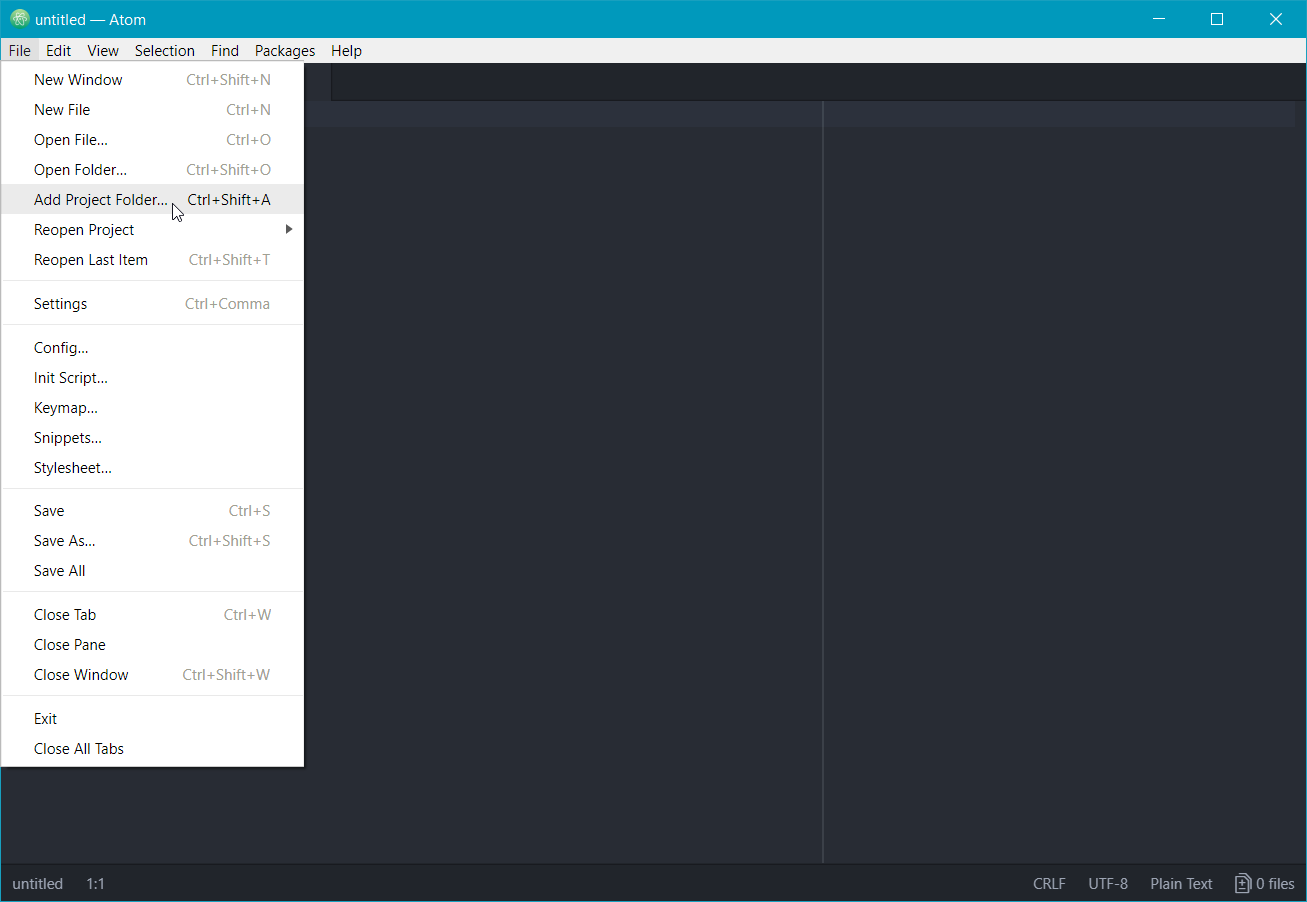 untitled — Atom
File Edit View Selection Find Packages Help
New Window Ctrl+Shift+N
New File Ctrl+N
Open File... Ctrl+O
Open Folder... Ctrl+Shift+O
Add Project Folder... Ctrl+Shift+A
Reopen Project
Reopen Last Item Ctrl+Shift+T
Settings Ctrl+Comma
Config...
Init Script...
Keymap...
Snippets...
Stylesheet...
Save Ctrl+S
Save As... Ctrl+Shift+S
Save All
Close Tab Ctrl+W
Close Pane
Close Window Ctrl+Shift+W
Exit
Close All Tabs
untitled 1:1 CRLF UTF-8 Plain Text 0 files